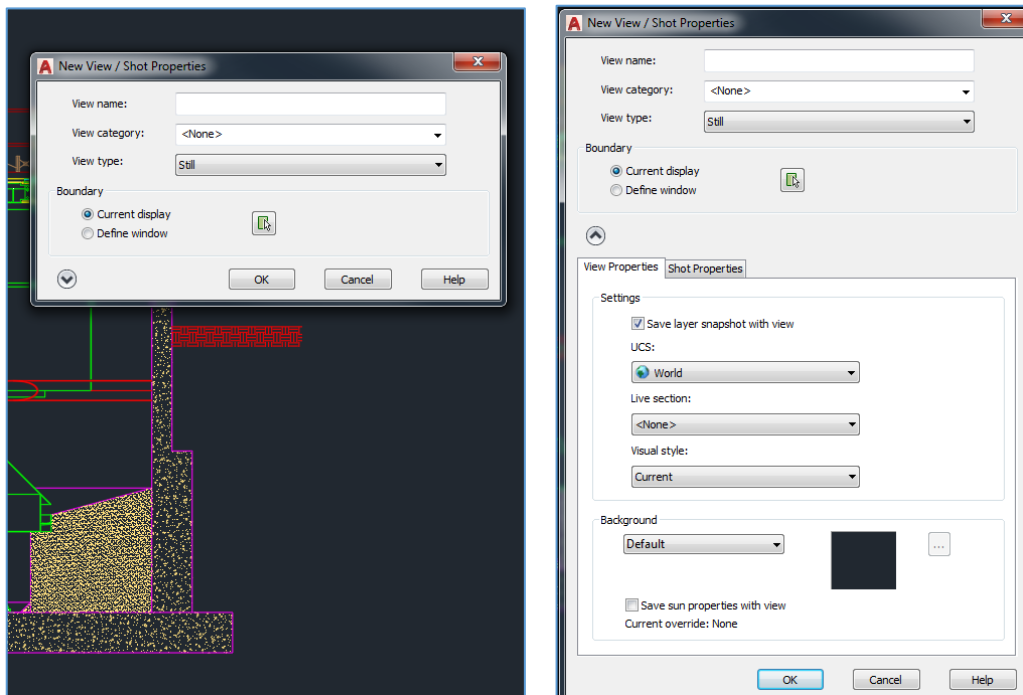 New View / Shot Properties
View name:
View category: <None>
View type: Still
Boundary
Current display
Define window
OK Cancel Help
New View / Shot Properties
View name:
View category: <None>
View type: Still
Boundary
Current display
Define window
View Properties Shot Properties
Settings
Save layer snapshot with view
UCS:
World
Live section:
<None>
Visual style:
Current
Background
Default
...
Save sun properties with view
Current override: None
OK Cancel Help